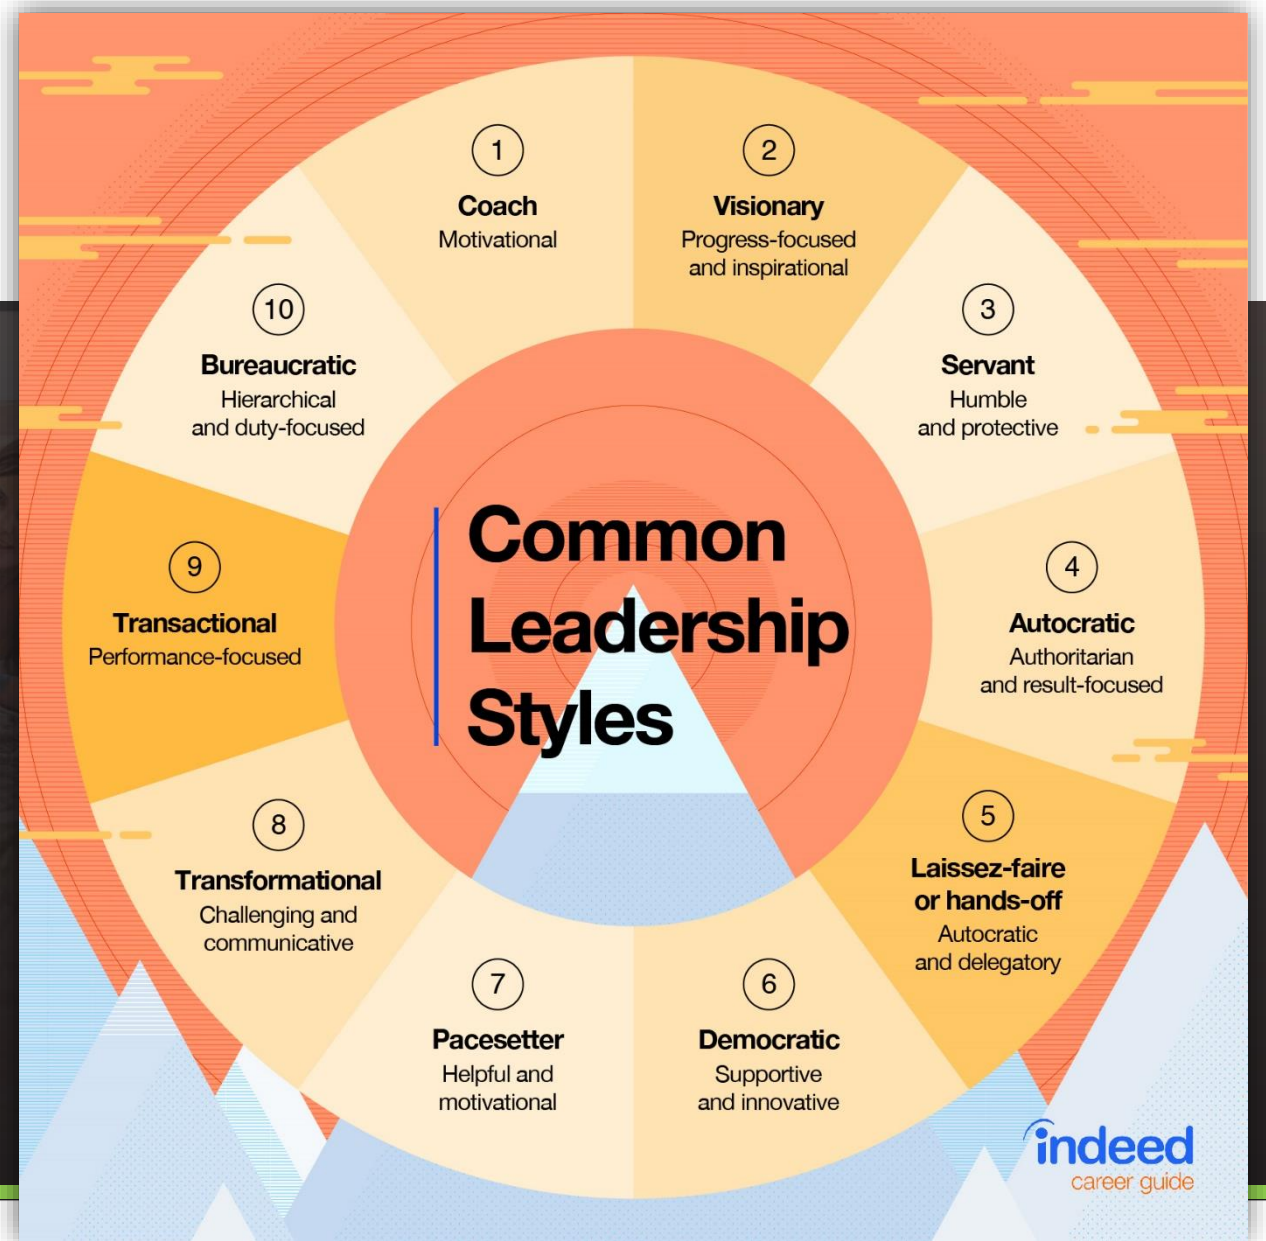 Common
Leadership
Styles
1
Coach
Motivational
2
Visionary
Progress-focused
and inspirational
3
Servant
Humble
and protective
4
Autocratic
Authoritarian
and result-focused
5
Laissez-faire
or hands-off
Autocratic
and delegatory
6
Democratic
Supportive
and innovative
7
Pacesetter
Helpful and
motivational
8
Transformational
Challenging and
communicative
9
Transactional
Performance-focused
10
Bureaucratic
Hierarchical
and duty-focused
indeed
career guide